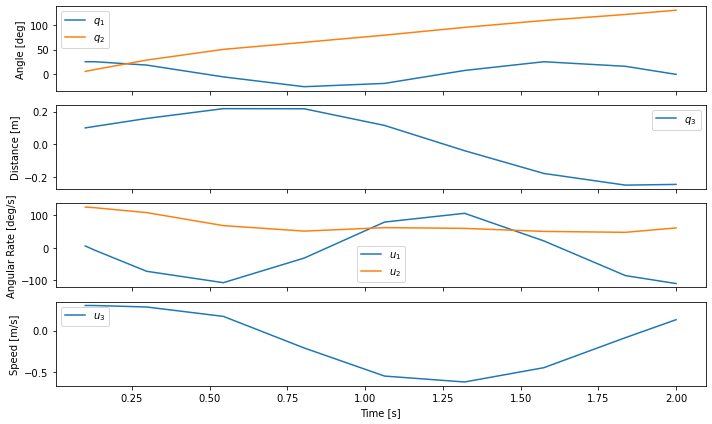 Angle [deg]
100
50
0
q₁
q₂
Distance [m]
0.2
0.0
−0.2
q₃
Angular Rate [deg/s]
100
0
−100
u₁
u₂
Speed [m/s]
0.0
−0.5
u₃
0.25 0.50 0.75 1.00 1.25 1.50 1.75 2.00
Time [s]